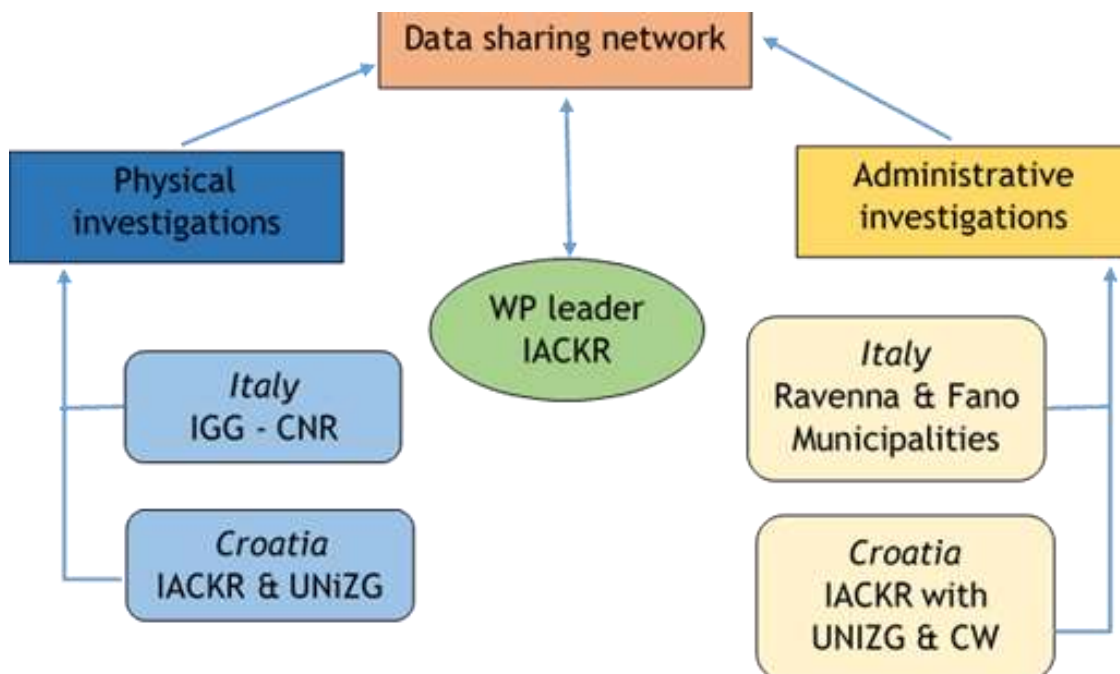 Data sharing network
Physical
investigations
Administrative
investigations
WP leader
IACKR
Italy
IGG - CNR
Italy
Ravenna & Fano
Municipalities
Croatia
IACKR & UNiZG
Croatia
IACKR with
UNIZG & CW